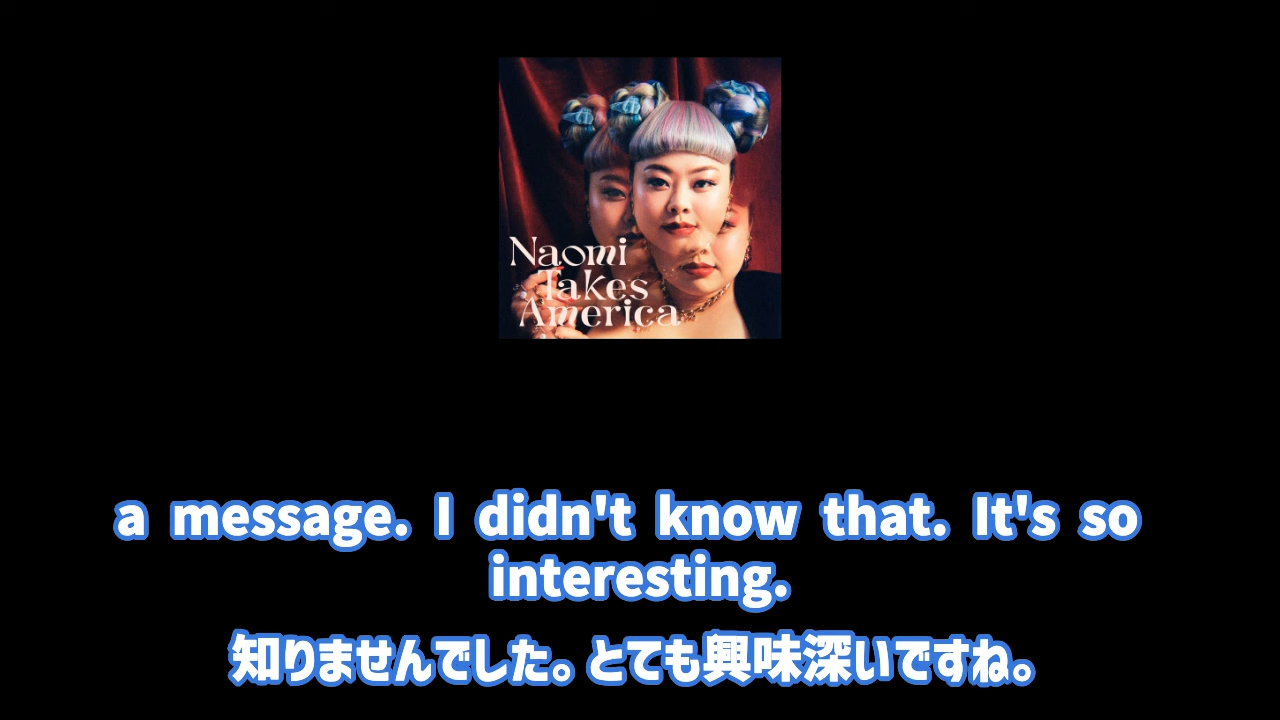 Naomi
Takes
America
a message. I didn't know that. It's so
interesting.
知りませんでした。とても興味深いですね。